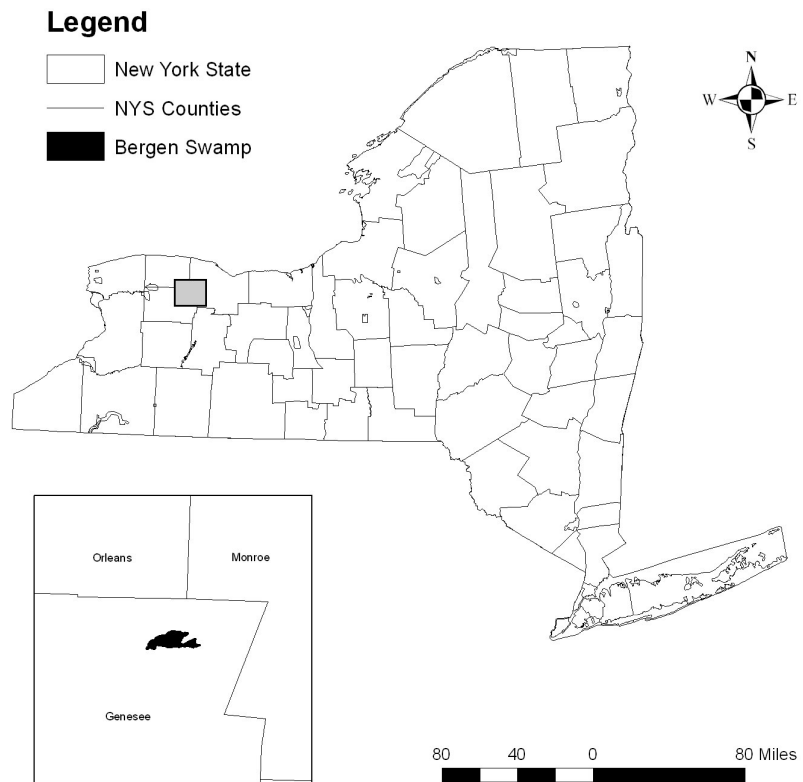 Legend
New York State
NYS Counties
Bergen Swamp
N
W E
S
Orleans Monroe
Genesee
80 40 0 80 Miles